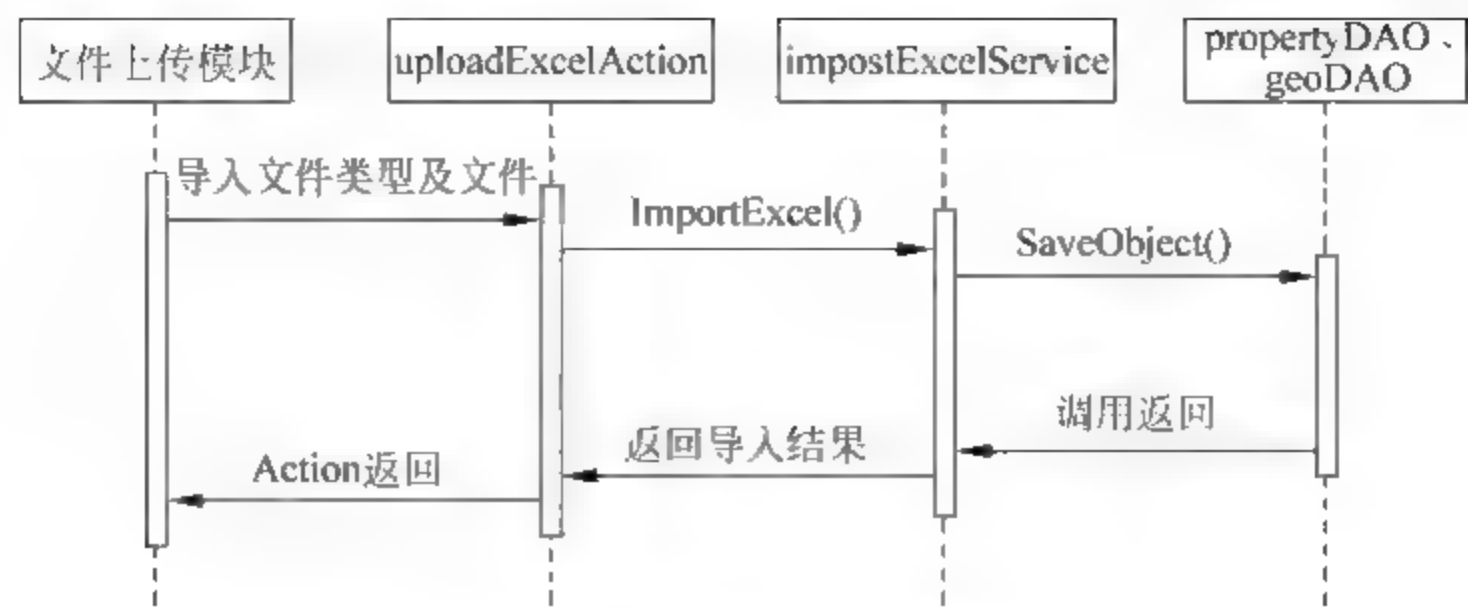 文件上传模块
uploadExcelAction
impostExcelService
propertyDAO、
geoDAO
导入文件类型及文件
ImportExcel()
SaveObject()
调用返回
返回导入结果
Action返回